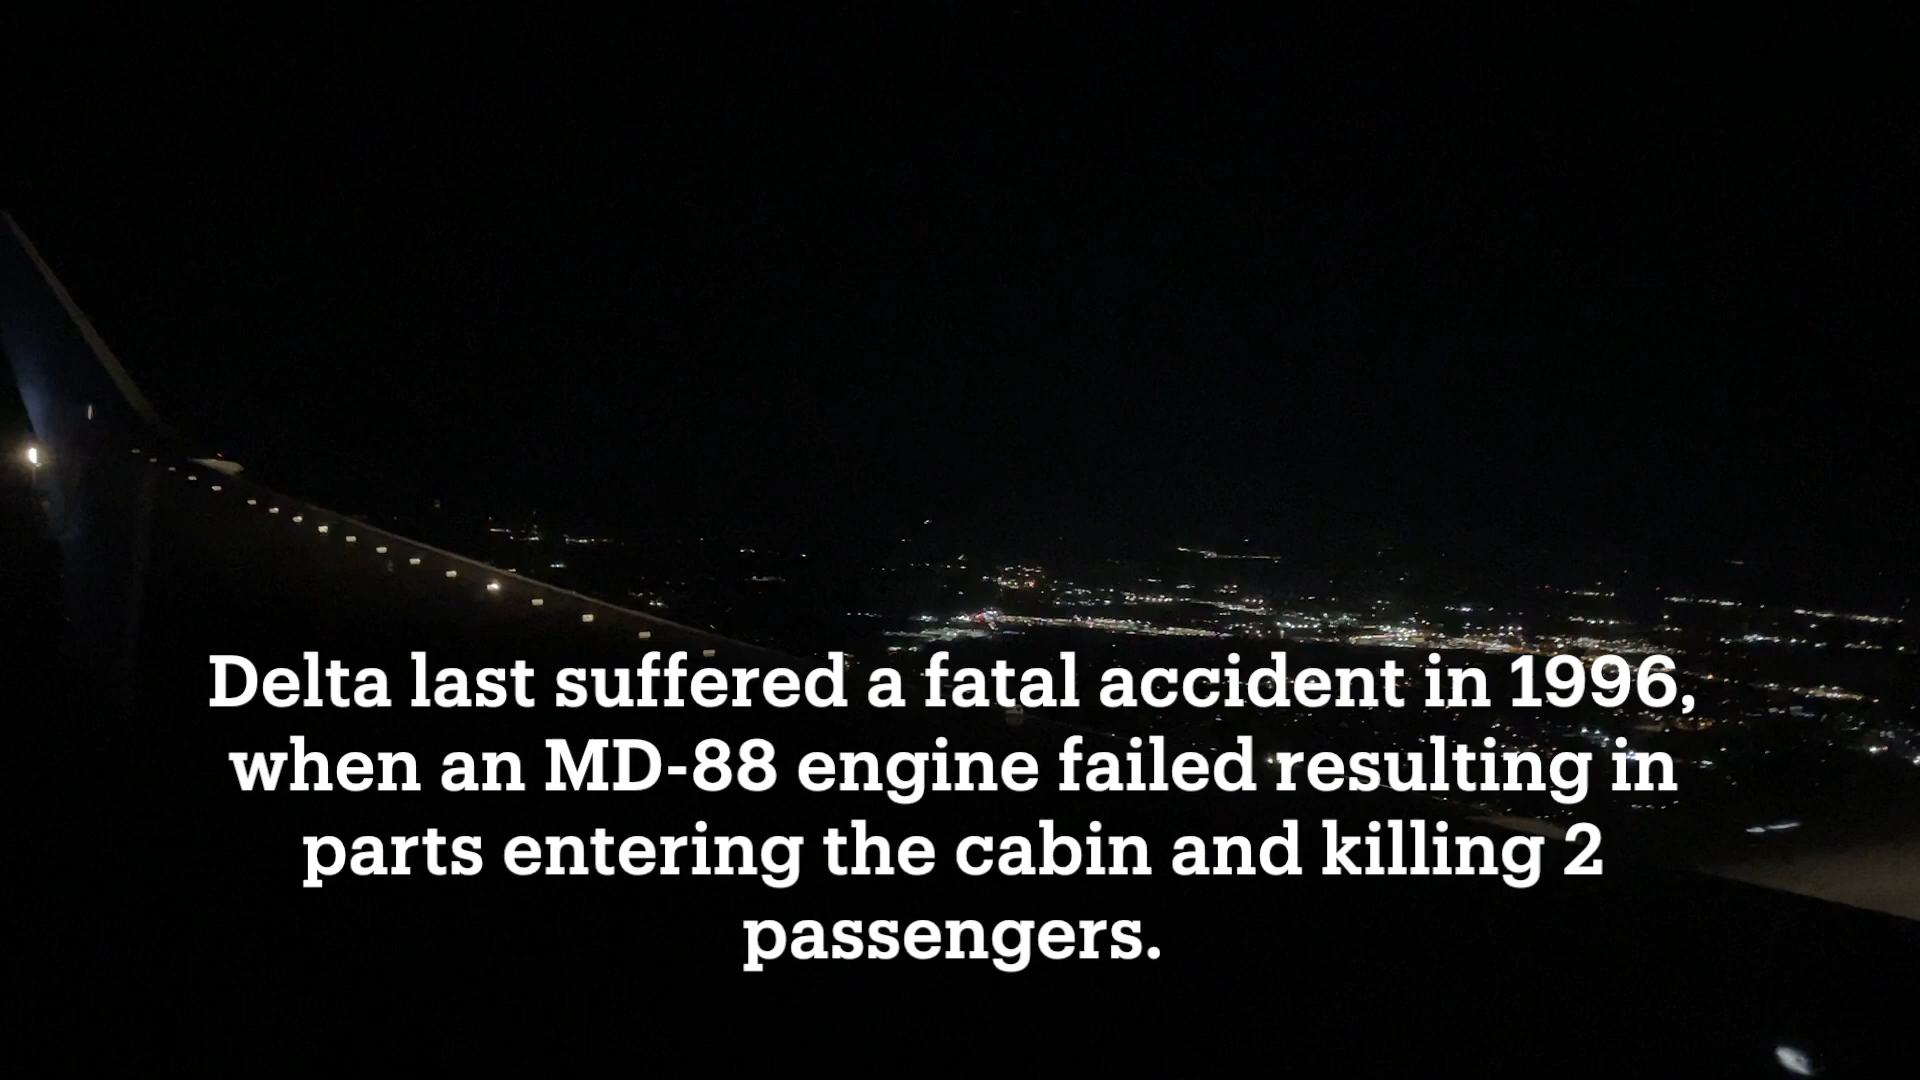 Delta last suffered a fatal accident in 1996,
when an MD-88 engine failed resulting in
parts entering the cabin and killing 2
passengers.